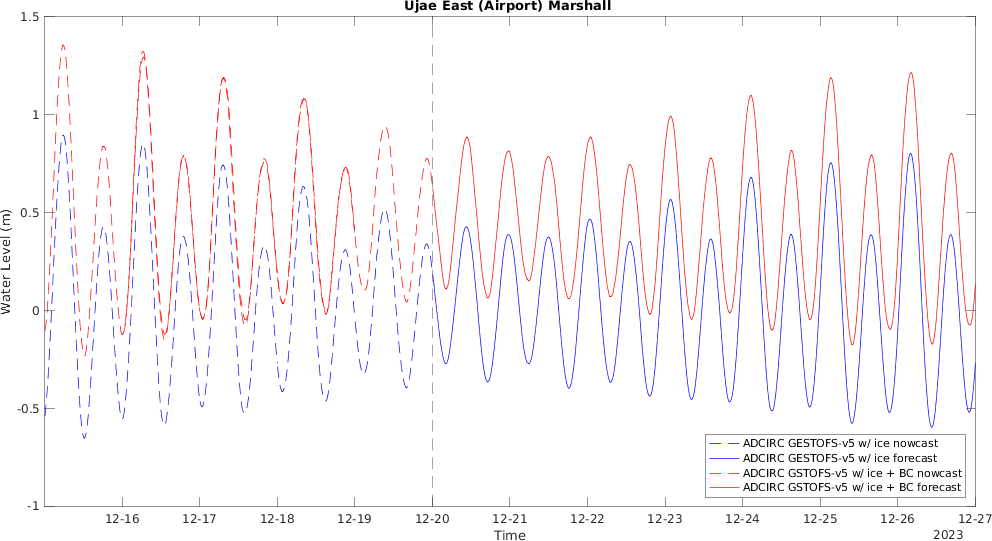 Ujae East (Airport) Marshall
1.5
1
0.5
0
-0.5
-1
Water Level (m)
12-16
12-17
12-18
12-19
12-20
12-21
12-22
12-23
12-24
12-25
12-26
12-27
2023
Time
ADCIRC GESTOFS-v5 w/ ice nowcast
ADCIRC GESTOFS-v5 w/ ice forecast
ADCIRC GSTOFS-v5 w/ ice + BC nowcast
ADCIRC GSTOFS-v5 w/ ice + BC forecast